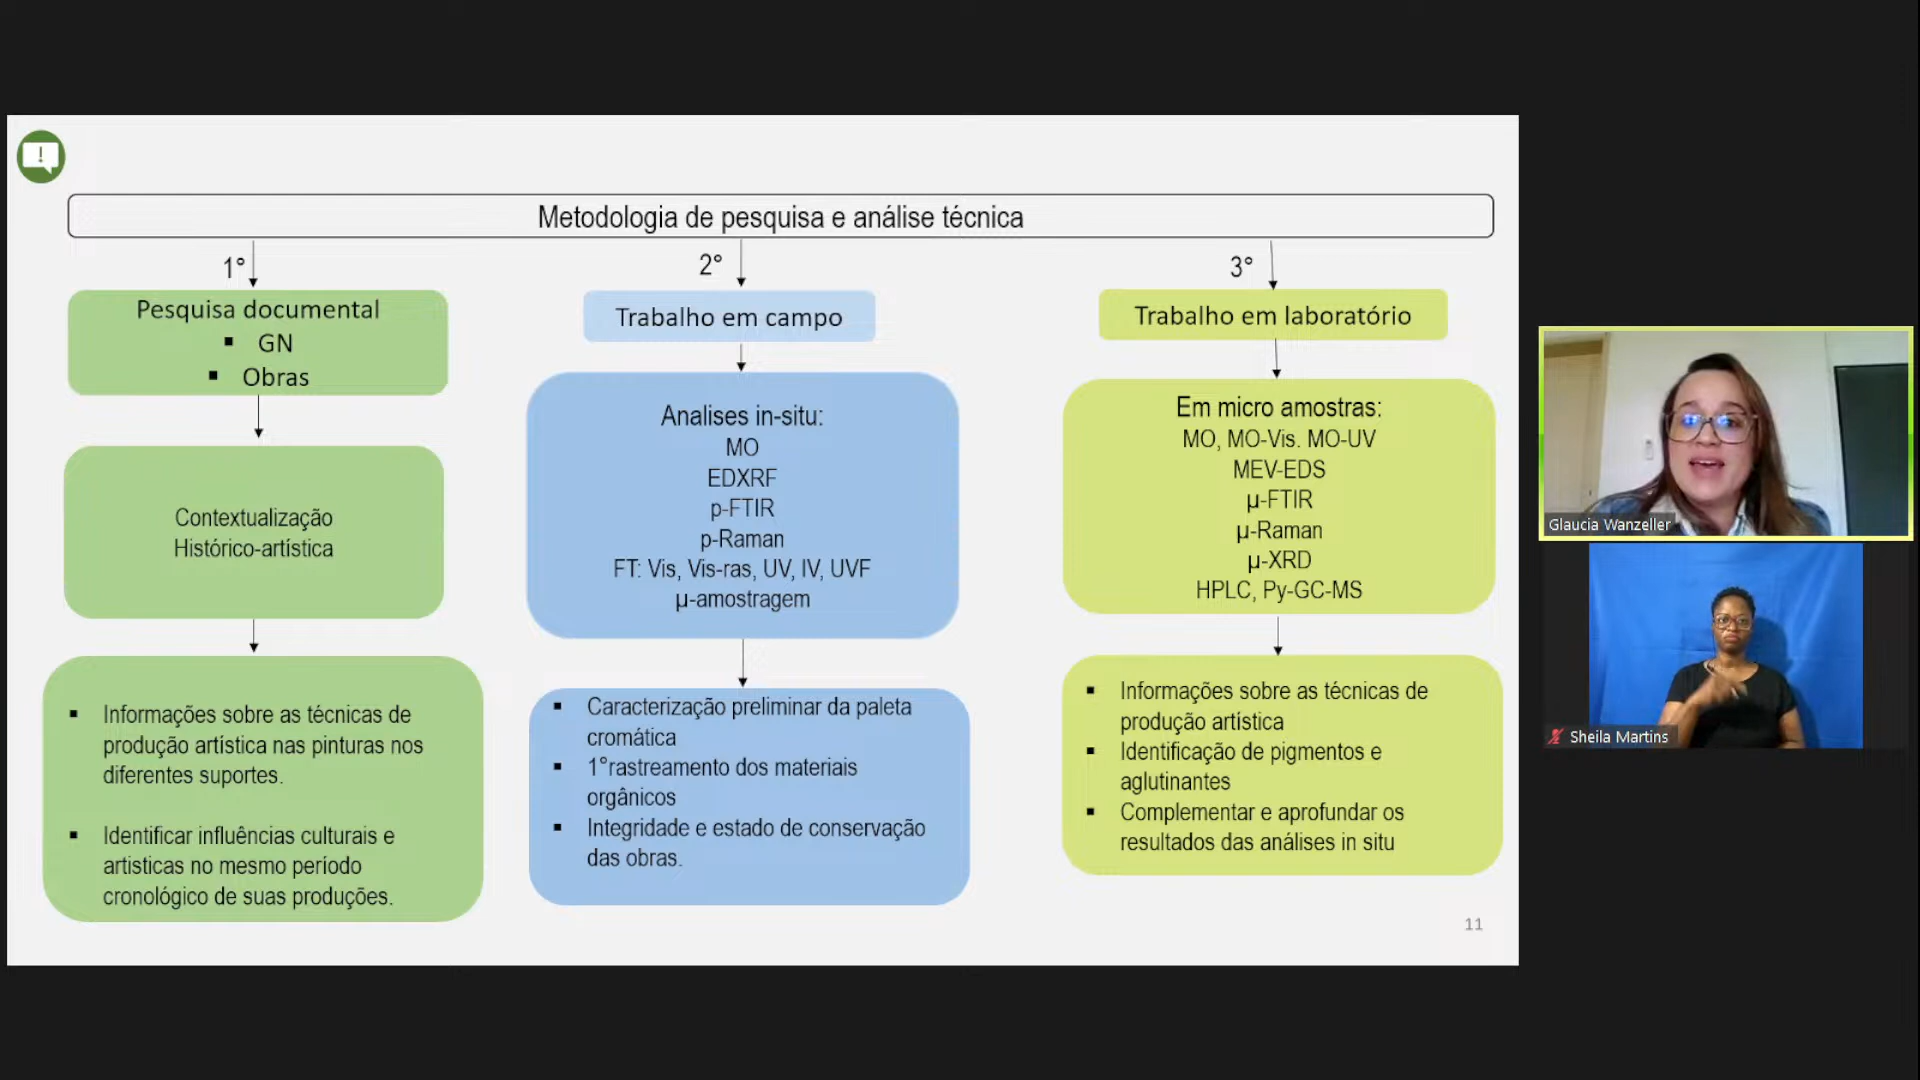 !
Metodologia de pesquisa e análise técnica
1°
Pesquisa documental
▪ GN
▪ Obras
Contextualização
Histórico-artística
▪ Informações sobre as técnicas de
produção artística nas pinturas nos
diferentes suportes.
▪ Identificar influências culturais e
artisticas no mesmo período
cronológico de suas produções.
2°
Trabalho em campo
Analises in-situ:
MO
EDXRF
p-FTIR
p-Raman
FT: Vis, Vis-ras, UV, IV, UVF
µ-amostragem
▪ Caracterização preliminar da paleta
cromática
▪ 1°rastreamento dos materiais
orgânicos
▪ Integridade e estado de conservação
das obras.
3°
Trabalho em laboratório
Em micro amostras:
MO, MO-Vis. MO-UV
MEV-EDS
µ-FTIR
µ-Raman
µ-XRD
HPLC, Py-GC-MS
▪ Informações sobre as técnicas de
produção artística
▪ Identificação de pigmentos e
aglutinantes
▪ Complementar e aprofundar os
resultados das análises in situ
11
Glaucia Wanzeller
Sheila Martins